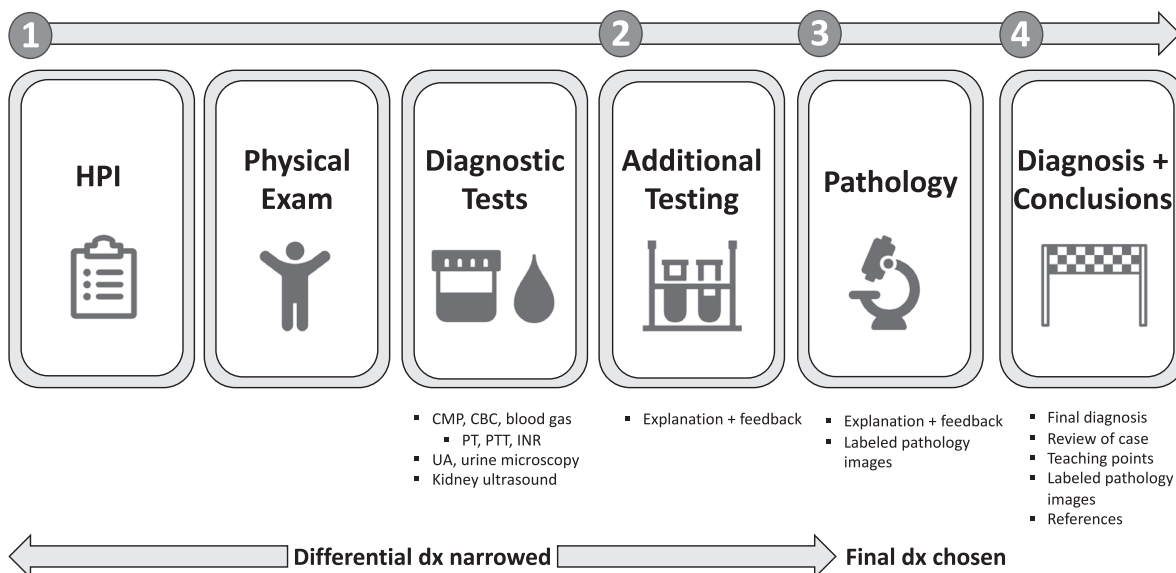 1
2
3
4
HPI
Physical
Exam
Diagnostic
Tests
Additional
Testing
Pathology
Diagnosis +
Conclusions
▪ CMP, CBC, blood gas
▪ PT, PTT, INR
▪ UA, urine microscopy
▪ Kidney ultrasound
▪ Explanation + feedback
▪ Explanation + feedback
▪ Labeled pathology
images
▪ Final diagnosis
▪ Review of case
▪ Teaching points
▪ Labeled pathology
images
▪ References
Differential dx narrowed
Final dx chosen